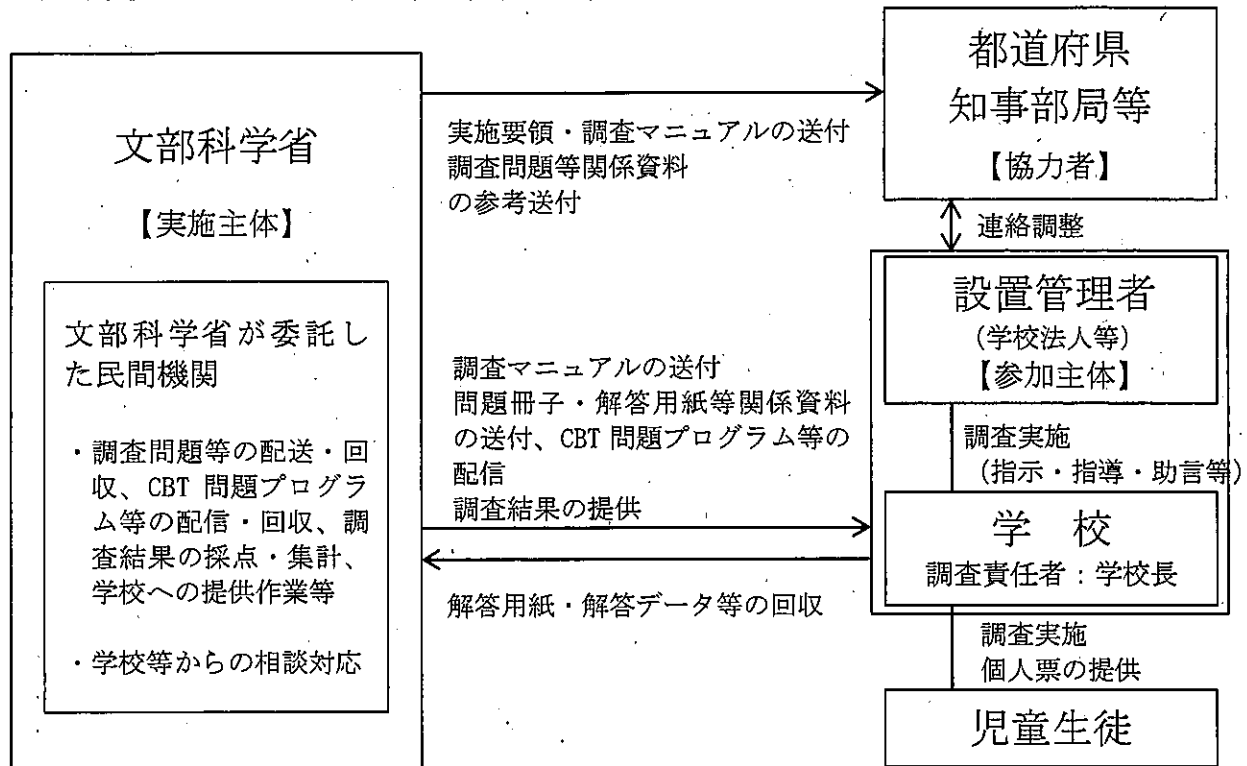 文部科学省
【実施主体】
文部科学省が委託し
た民間機関
・調査問題等の配送・回
収、CBT 問題プログラ
ム等の配信・回収、調
査結果の採点・集計、
学校への提供作業等
・学校等からの相談対応
実施要領・調査マニュアルの送付
調査問題等関係資料
の参考送付
調査マニュアルの送付
問題冊子・解答用紙等関係資料
の送付、CBT 問題プログラム等の
配信
調査結果の提供
解答用紙・解答データ等の回収
都道府県
知事部局等
【協力者】
連絡調整
設置管理者
(学校法人等)
【参加主体】
調査実施
(指示・指導・助言等)
学 校
調査責任者：学校長
調査実施
個人票の提供
児童生徒